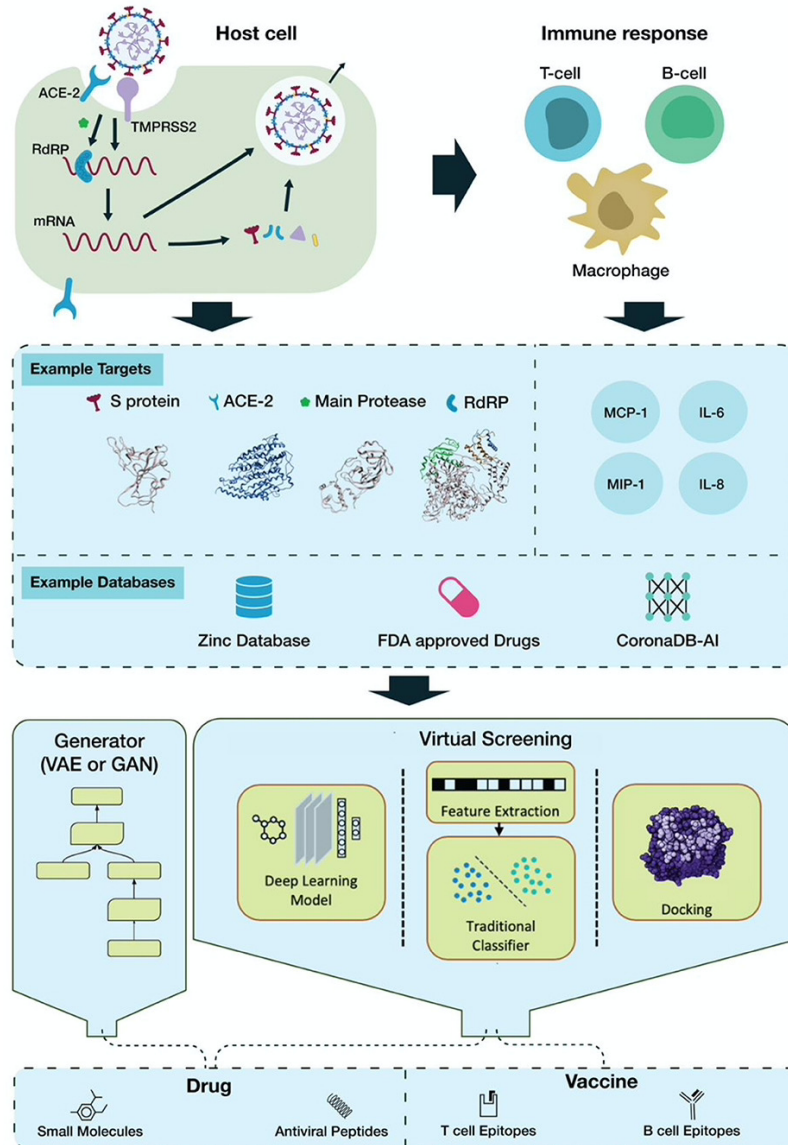 Host cell
Immune response
T-cell
B-cell
ACE-2
TMPRSS2
RdRP
mRNA
Macrophage
Example Targets
S protein
ACE-2
Main Protease
RdRP
MCP-1
IL-6
MIP-1
IL-8
Example Databases
Zinc Database
FDA approved Drugs
CoronaDB-AI
Generator
(VAE or GAN)
Virtual Screening
Deep Learning
Model
Feature Extraction
Traditional
Classifier
Docking
Drug
Vaccine
Small Molecules
Antiviral Peptides
T cell Epitopes
B cell Epitopes